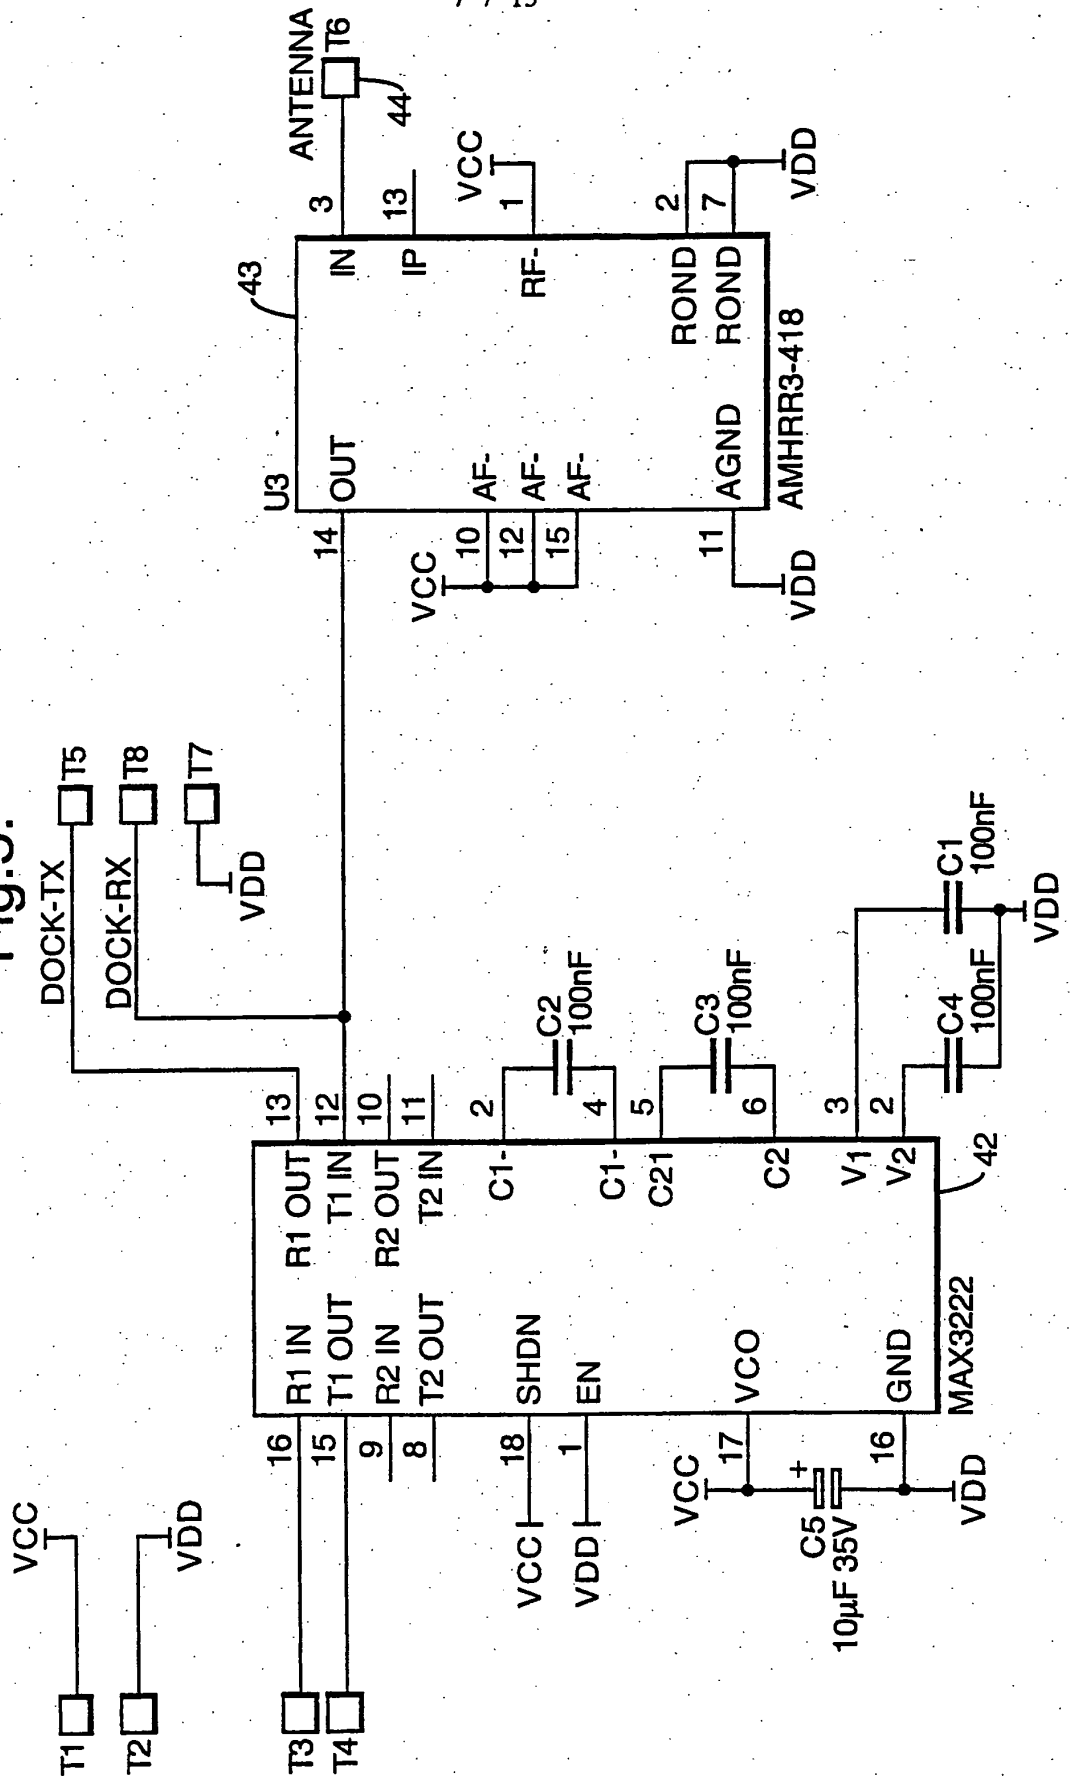 Fig.5.
T1
VCC
T2
VDD
T3
T4
DOCK-TX
T5
DOCK-RX
T8
T7
VDD
16
R1 IN
R1 OUT
13
15
T1 OUT
T1 IN
12
9
R2 IN
R2 OUT
10
8
T2 OUT
T2 IN
11
VCC
18
SHDN
VDD
1
EN
VCC
17
VCO
+
C5
10µF 35V
16
GND
VDD
C1-
2
C2
100nF
C1-
4
C21
5
C3
100nF
C2
6
V1
3
V2
2
C4
100nF
C1
100nF
VDD
MAX3222
42
U3
43
14
OUT
IN
3
ANTENNA
T6
44
IP
13
VCC
10
AF-
12
AF-
15
AF-
RF-
1
VCC
ROND
2
ROND
7
VDD
11
AGND
VDD
AMHRR3-418